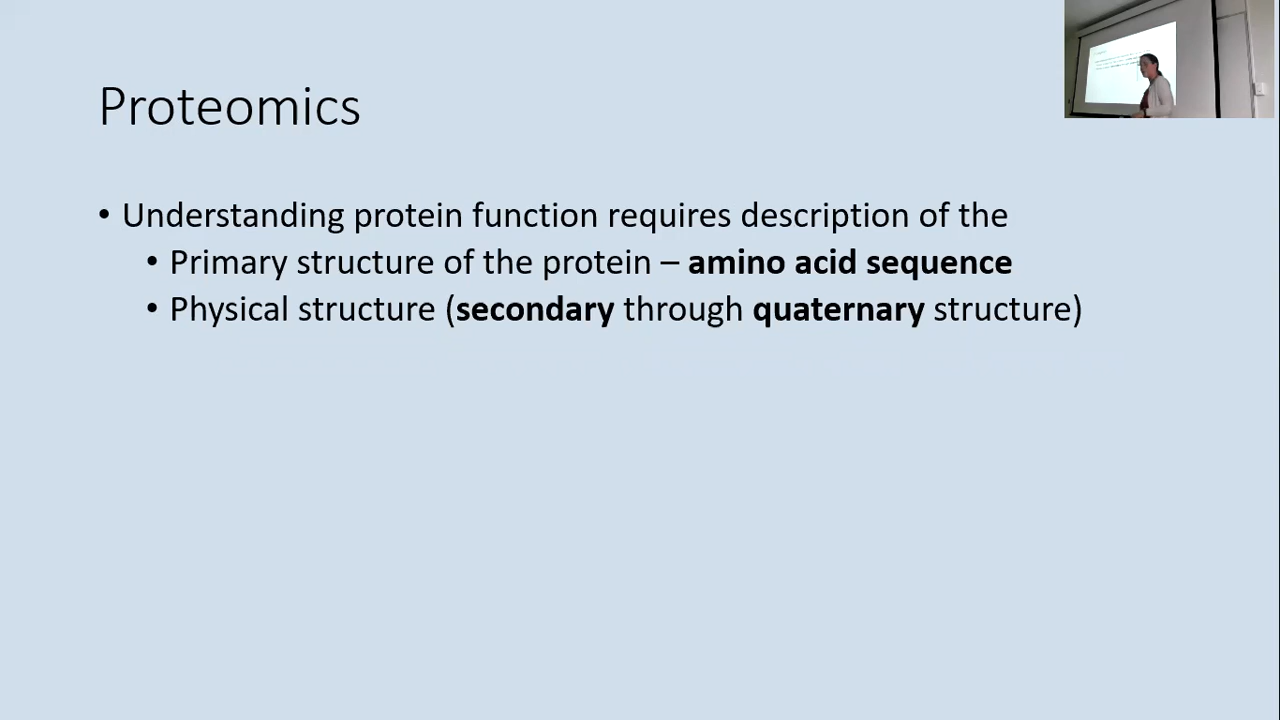 Proteomics
• Understanding protein function requires description of the
• Primary structure of the protein – amino acid sequence
• Physical structure (secondary through quaternary structure)